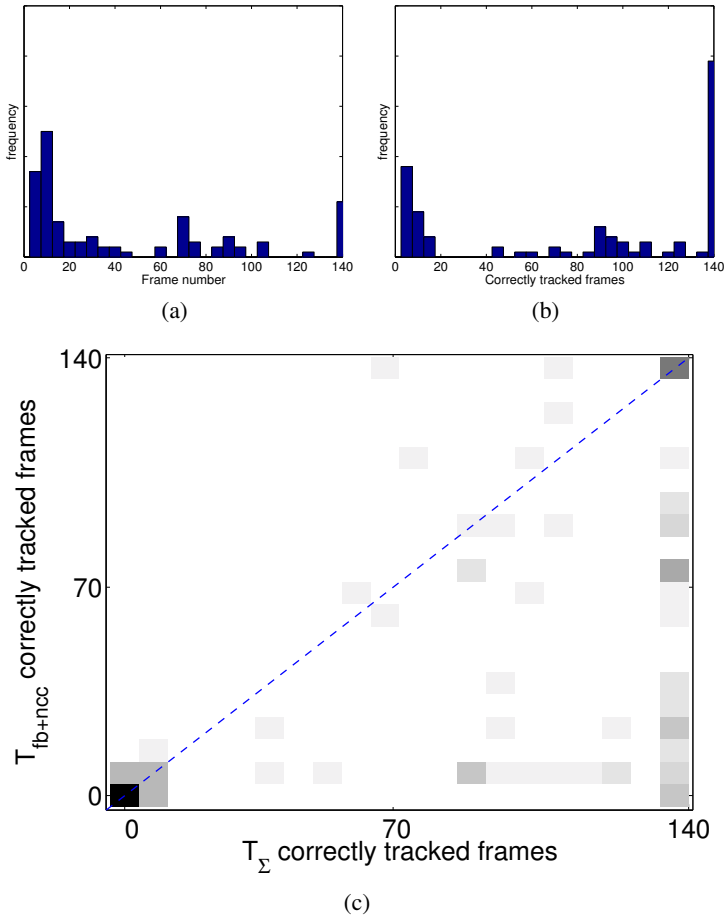 frequency
0 20 40 60 80 100 120 140
Frame number
(a)
frequency
0 20 40 60 80 100 120 140
Correctly tracked frames
(b)
T_fb+ncc correctly tracked frames
140
70
0
0 70 140
T_Σ correctly tracked frames
(c)